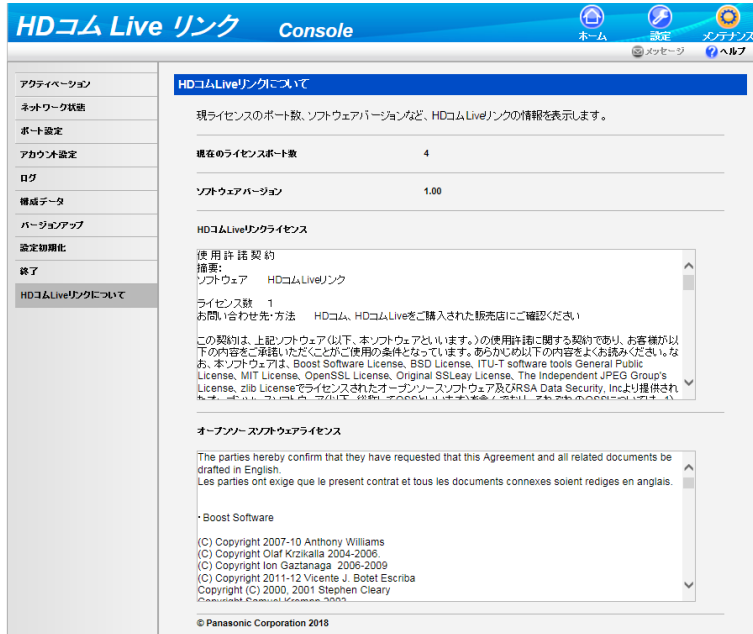 HDコム Live リンク Console
ホーム
設定
メンテナンス
メッセージ
ヘルプ
アクティベーション
ネットワーク状態
ポート設定
アカウント設定
ログ
構成データ
バージョンアップ
設定初期化
終了
HDコムLiveリンクについて
HDコムLiveリンクについて
現ライセンスのポート数、ソフトウェアバージョンなど、HDコムLiveリンクの情報を表示します。
現在のライセンスポート数 4
ソフトウェアバージョン 1.00
HDコムLiveリンクライセンス
使用許諾契約
摘要:
ソフトウェア HDコムLiveリンク
ライセンス数 1
お問い合わせ先・方法 HDコム、HDコムLiveをご購入された販売店にご確認ください
この契約は、上記ソフトウェア(以下、本ソフトウェアといいます。)の使用許諾に関する契約であり、お客様が以
下の内容をご承諾いただくことがご使用の条件となっています。あらかじめ以下の内容をよくお読みください。な
お、本ソフトウェアは、Boost Software License, BSD License, ITU-T software tools General Public
License, MIT License, OpenSSL License, Original SSLeay License, The Independent JPEG Group's
License, zlib Licenseでライセンスされたオープンソースソフトウェア及びRSA Data Security, Incより提供され
オープンソースソフトウェアライセンス
The parties hereby confirm that they have requested that this Agreement and all related documents be
drafted in English.
Les parties ont exige que le present contrat et tous les documents connexes soient rediges en anglais.
・Boost Software
(C) Copyright 2007-10 Anthony Williams
(C) Copyright Olaf Krzikalla 2004-2006.
(C) Copyright Ion Gaztanaga 2006-2009
(C) Copyright 2011-12 Vicente J. Botet Escriba
Copyright (C) 2000, 2001 Stephen Cleary
Copyright Samuel Krempp 2003
© Panasonic Corporation 2018